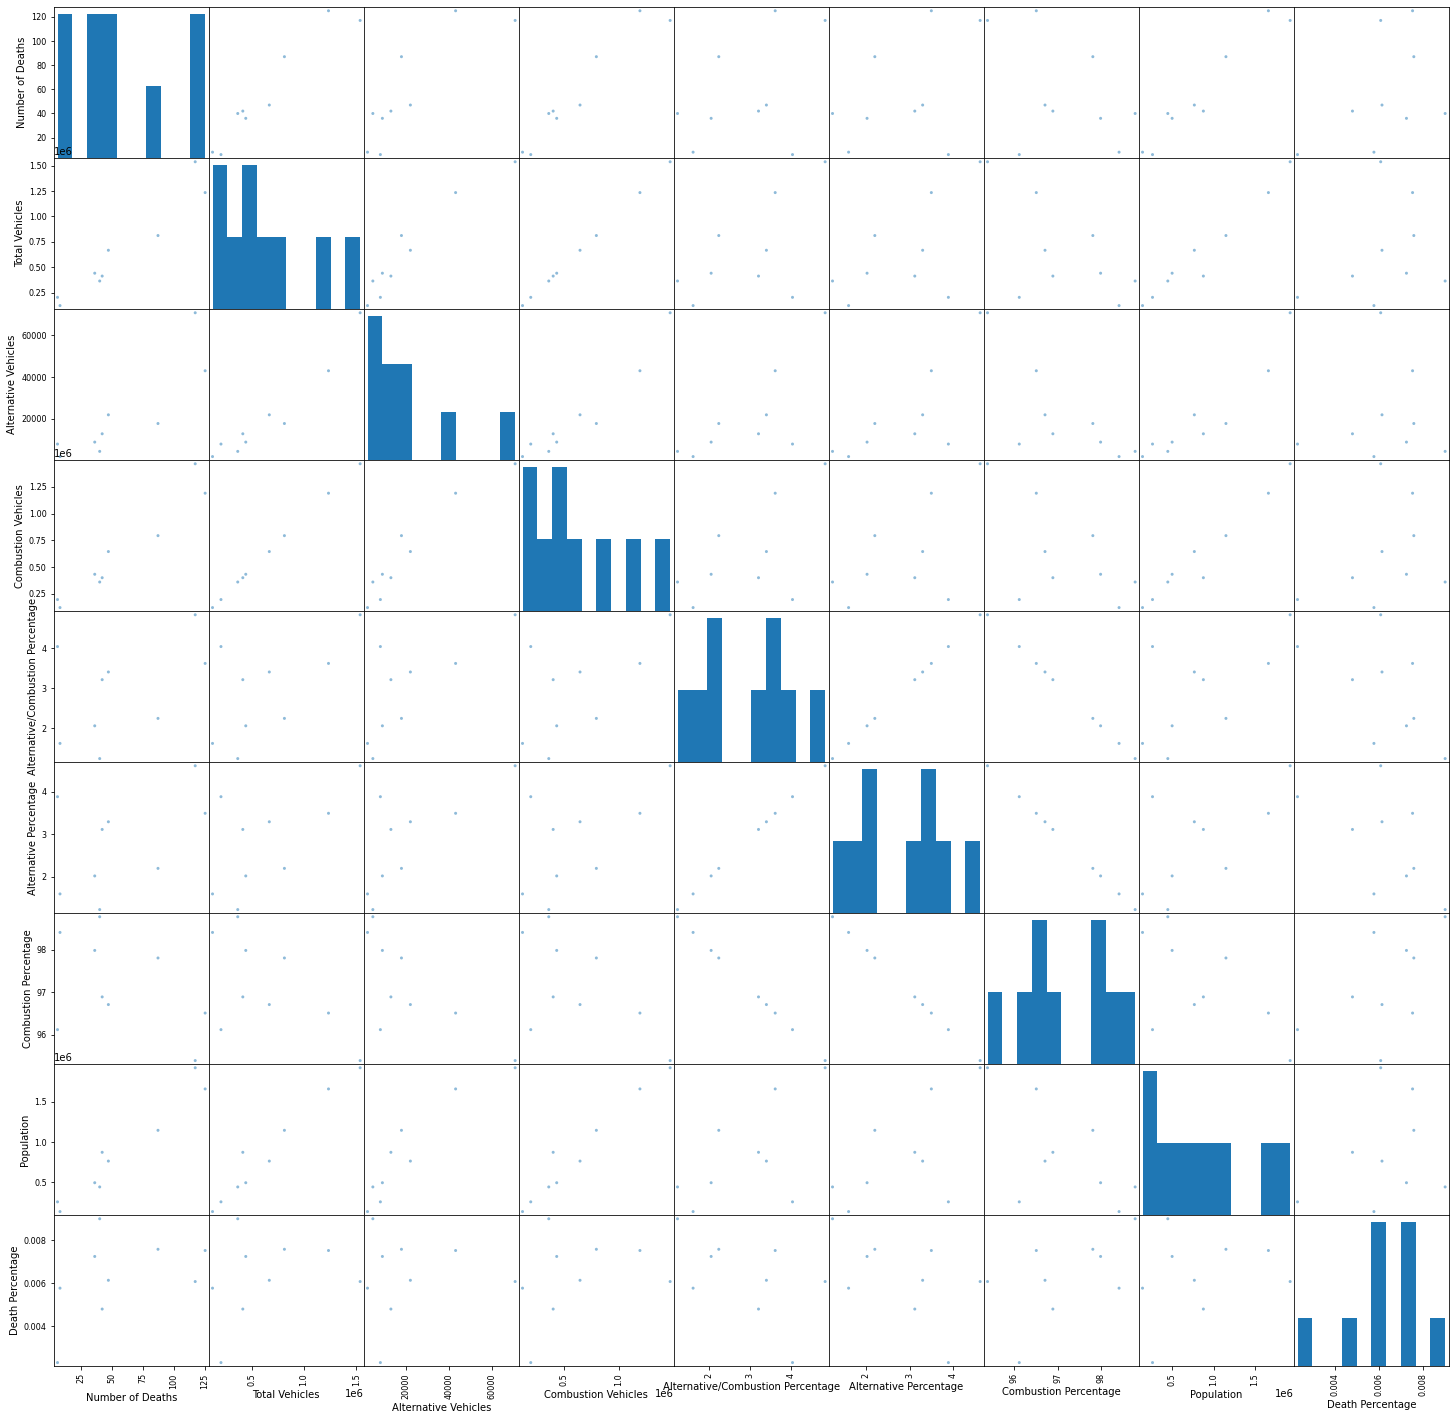 Number of Deaths
120
100
80
60
40
20
1e6
Total Vehicles
1.50
1.25
1.00
0.75
0.50
0.25
Alternative Vehicles
60000
40000
20000
1e6
Combustion Vehicles
1.25
1.00
0.75
0.50
0.25
Alternative/Combustion Percentage
4
3
2
Alternative Percentage
4
3
2
Combustion Percentage
98
97
96
1e6
Population
1.5
1.0
0.5
Death Percentage
0.008
0.006
0.004
25 50 75 100 125
Number of Deaths
0.5 1.0 1.5
Total Vehicles 1e6
20000 40000 60000
Alternative Vehicles
0.5 1.0
Combustion Vehicles 1e6
2 3 4
Alternative/Combustion Percentage
2 3 4
Alternative Percentage
96 97 98
Combustion Percentage
0.5 1.0 1.5
Population 1e6
0.004 0.006 0.008
Death Percentage